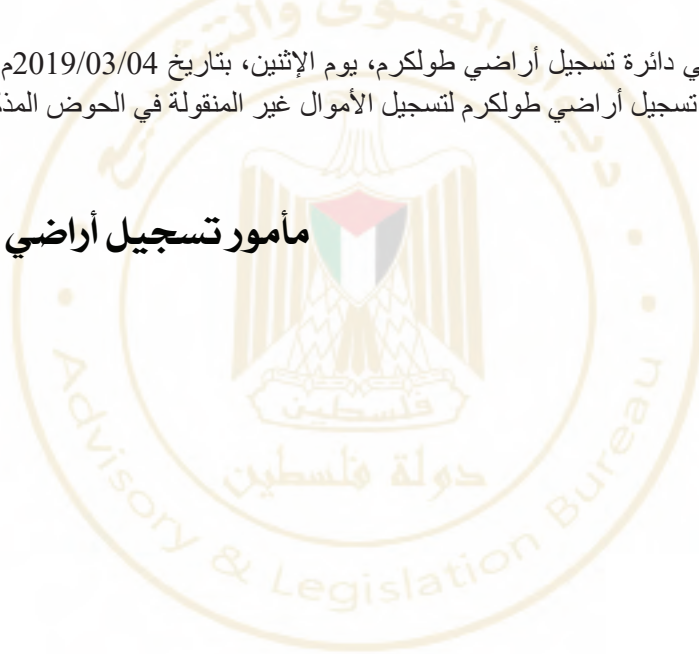 ي دائرة تسجيل أراضي طولكرم، يوم الإثنين، بتاريخ 2019/03/04م
تسجيل أراضي طولكرم لتسجيل الأموال غير المنقولة في الحوض
مأمور تسجيل أراضي
فلسطين
دولة فلسطين
Advisory & Legislation Bureau